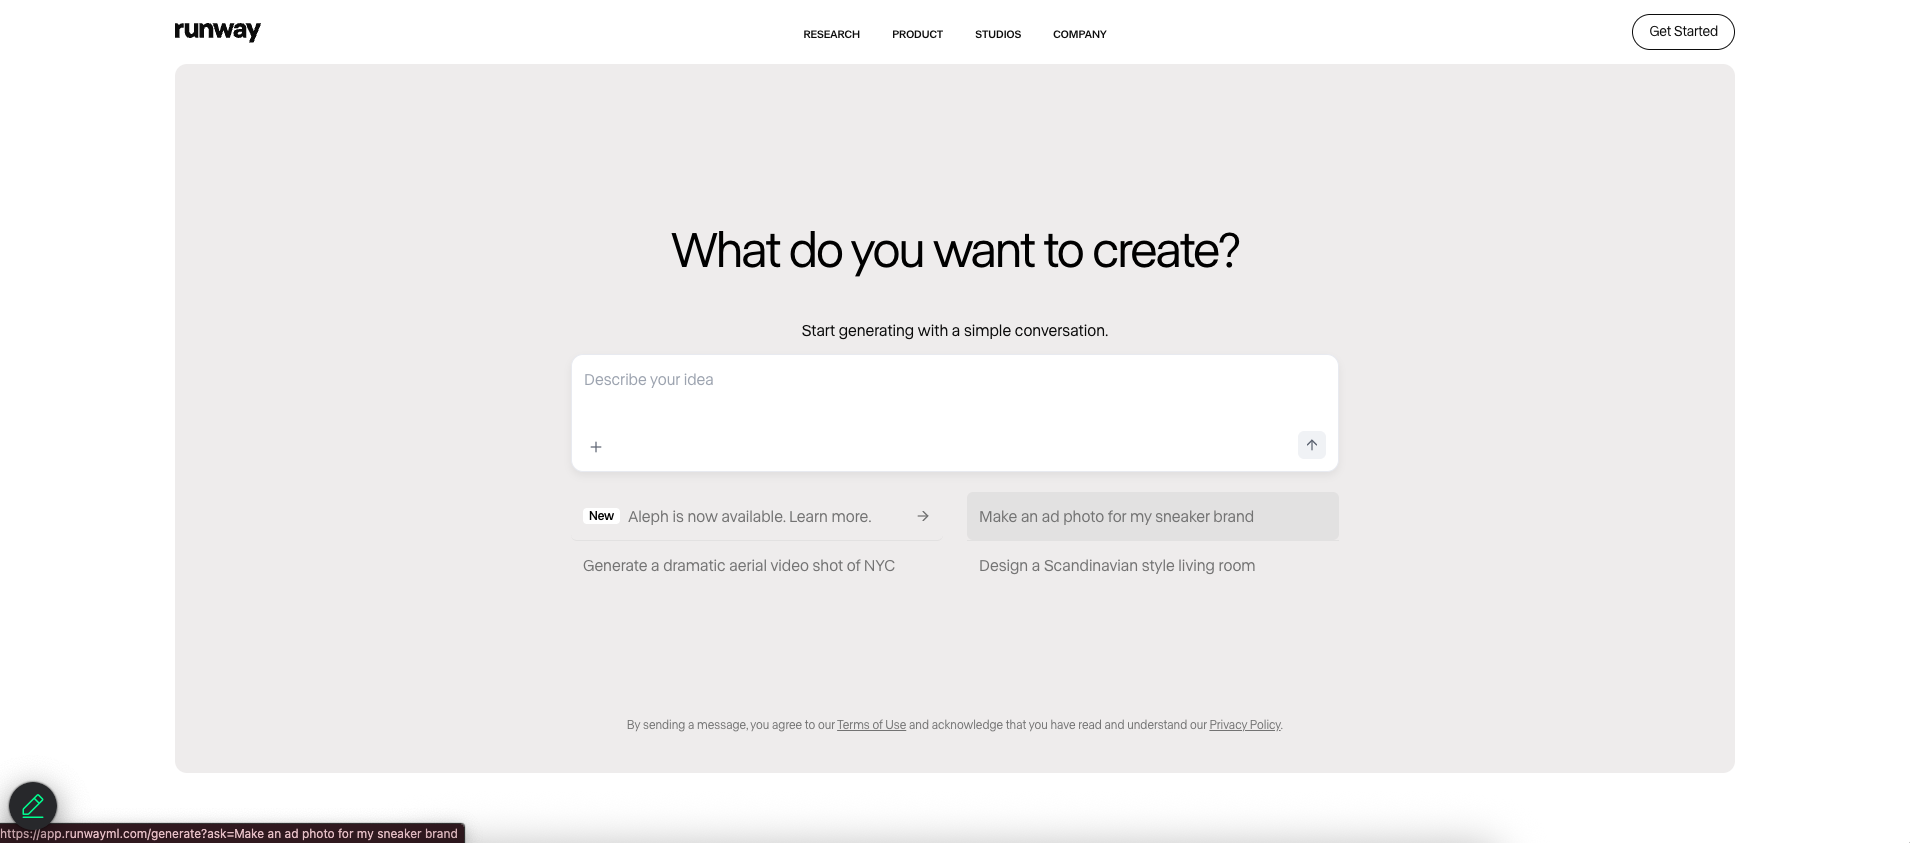 runway
RESEARCH
PRODUCT
STUDIOS
COMPANY
Get Started
What do you want to create?
Start generating with a simple conversation.
Describe your idea
New Aleph is now available. Learn more.
Make an ad photo for my sneaker brand
Generate a dramatic aerial video shot of NYC
Design a Scandinavian style living room
By sending a message, you agree to our Terms of Use and acknowledge that you have read and understand our Privacy Policy.
https://app.runwayml.com/generate?ask=Make an ad photo for my sneaker brand